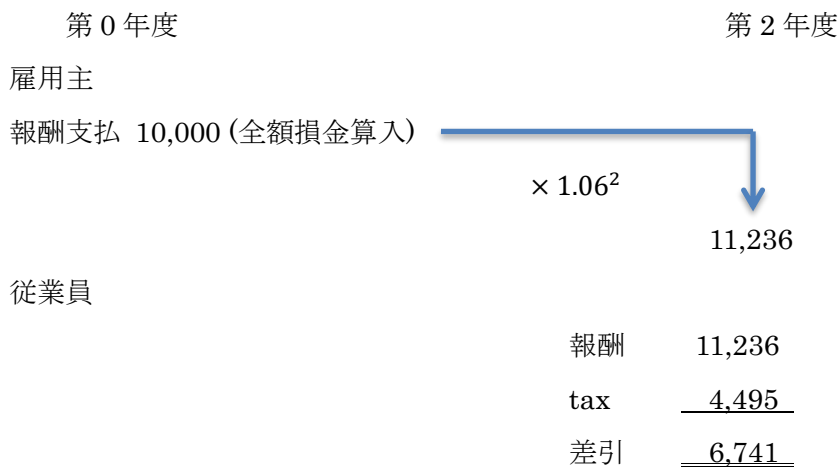 第 0 年度 第 2 年度
雇用主
報酬支払 10,000 (全額損金算入)
× 1.06²
11,236
従業員
報酬 11,236
tax 4,495
差引 6,741